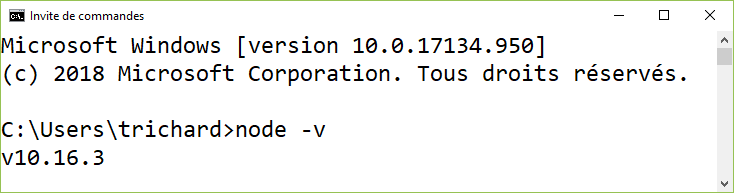 Invite de commandes
Microsoft Windows [version 10.0.17134.950]
(c) 2018 Microsoft Corporation. Tous droits réservés.
C:\Users\trichard>node -v
v10.16.3